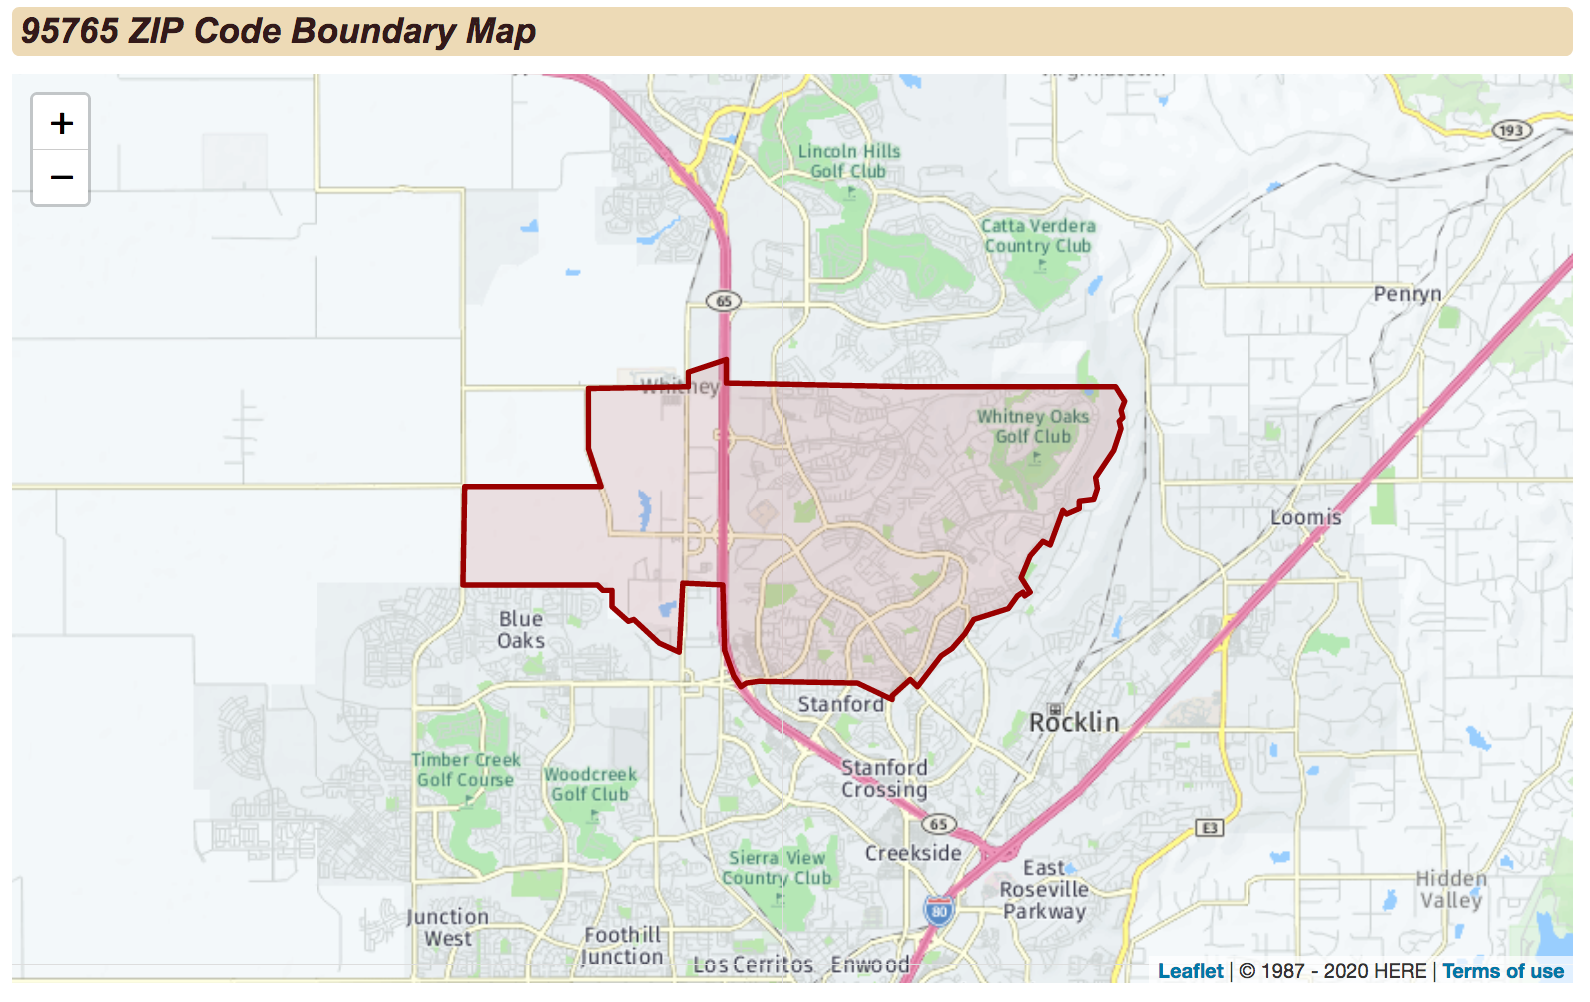 95765 ZIP Code Boundary Map
+
−
193
Lincoln Hills
Golf Club
Catta Verdera
Country Club
65
Penryn
Whitney
Whitney Oaks
Golf Club
Loomis
Blue
Oaks
Stanford
Rocklin
Timber Creek
Golf Course
Woodcreek
Golf Club
Stanford
Crossing
65
E3
Creekside
Sierra View
Country Club
East
Roseville
Parkway
Hidden
Valley
80
Junction
West
Foothill
Junction
Los Cerritos
Enwood
Leaflet | © 1987 - 2020 HERE | Terms of use